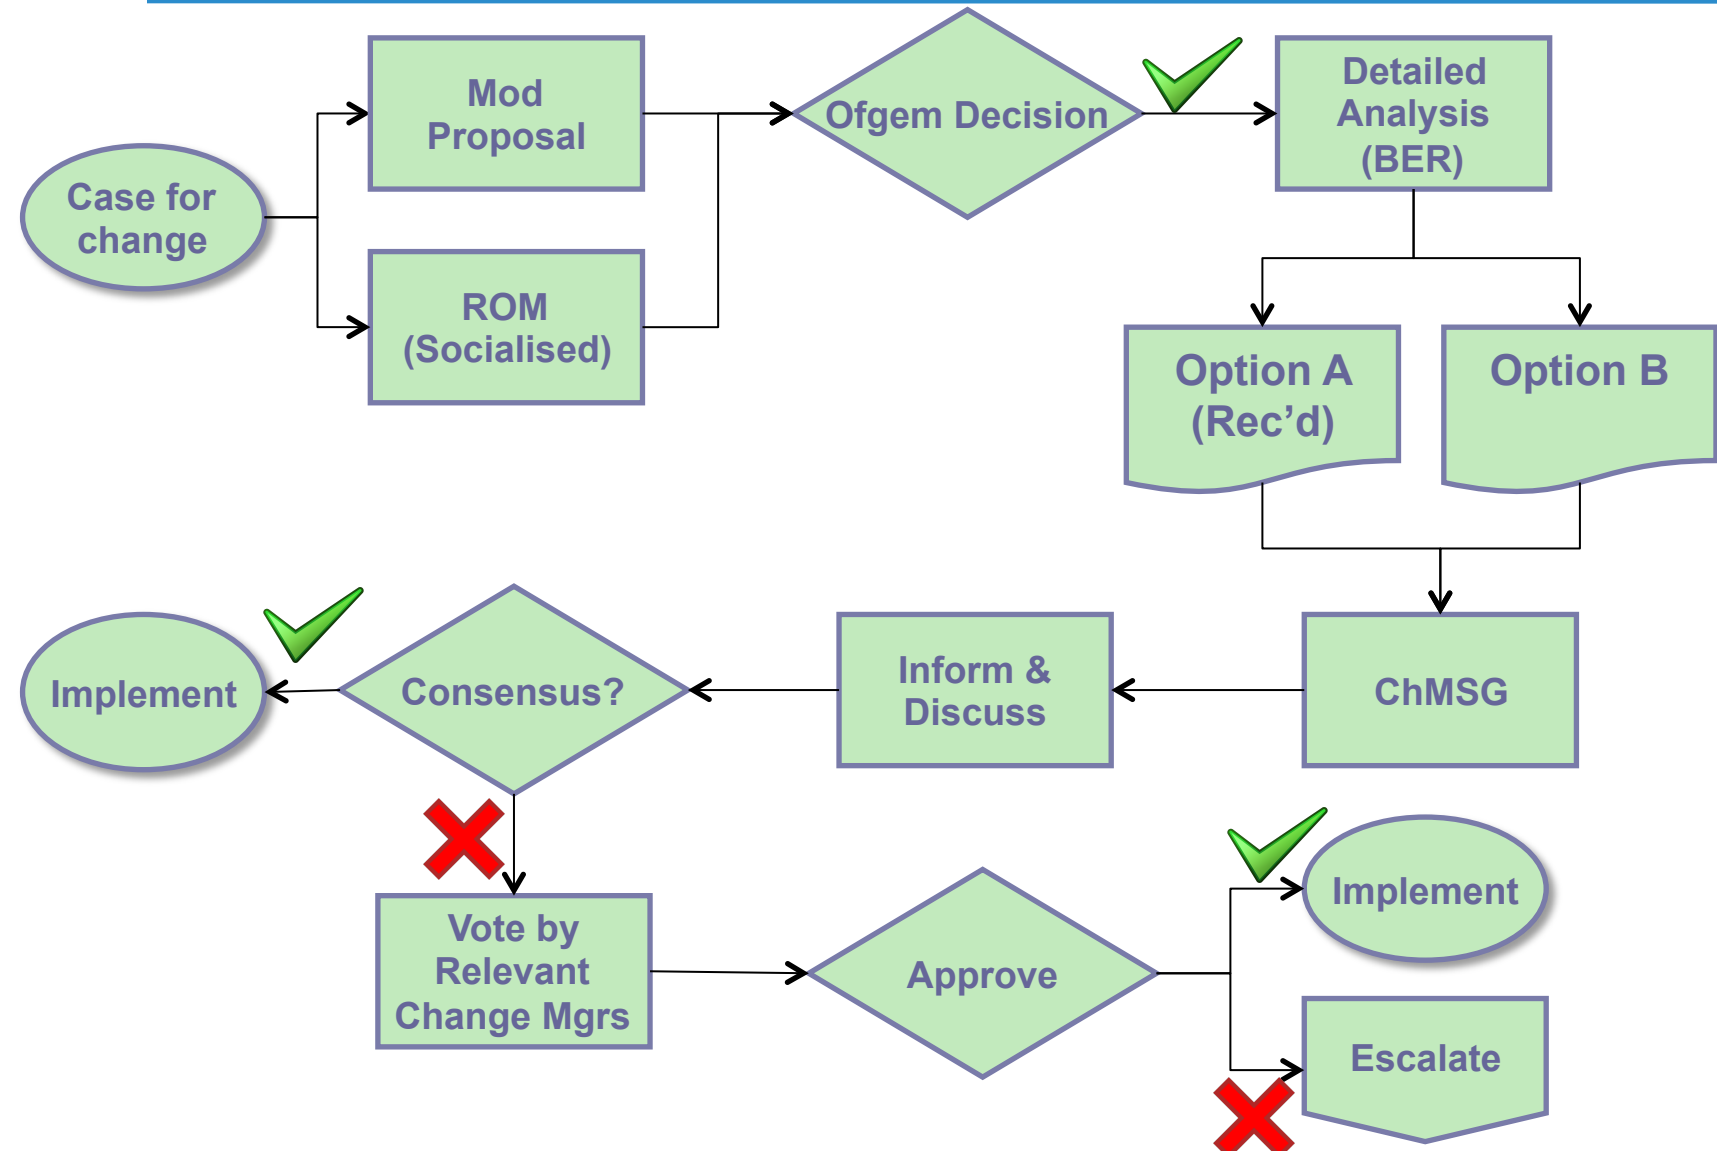 Case for
change
Mod
Proposal
ROM
(Socialised)
Ofgem Decision
Detailed
Analysis
(BER)
Option A
(Rec’d)
Option B
ChMSG
Inform &
Discuss
Consensus?
Implement
Vote by
Relevant
Change Mgrs
Approve
Implement
Escalate